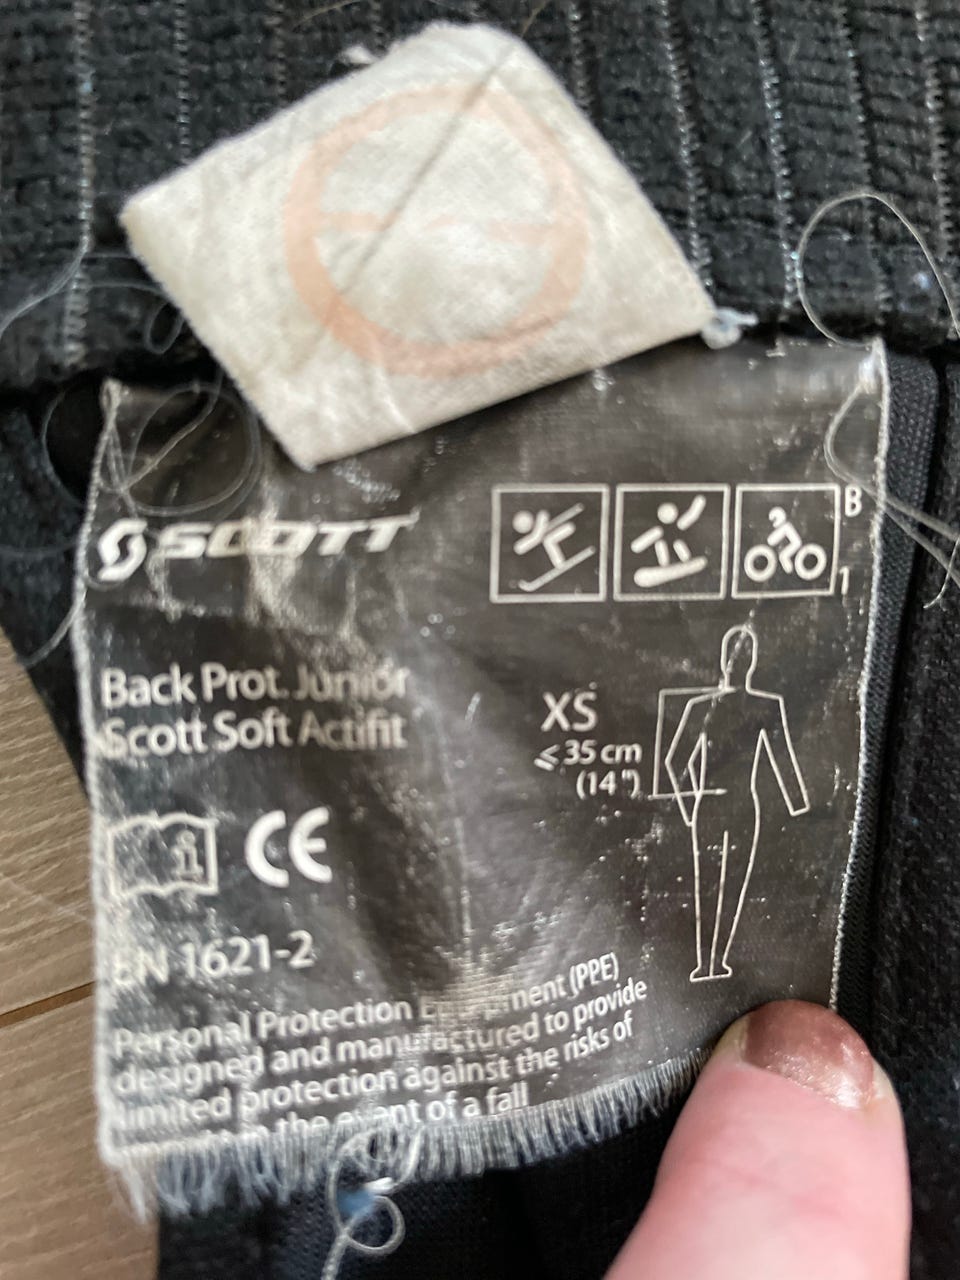 SCOTT
B
1
Back Prot. Junior
Scott Soft Actifit
XS
≤ 35 cm
(14")
i
CE
EN 1621-2
Personal Protection Equipment (PPE)
designed and manufactured to provide
limited protection against the risks of
in the event of a fall